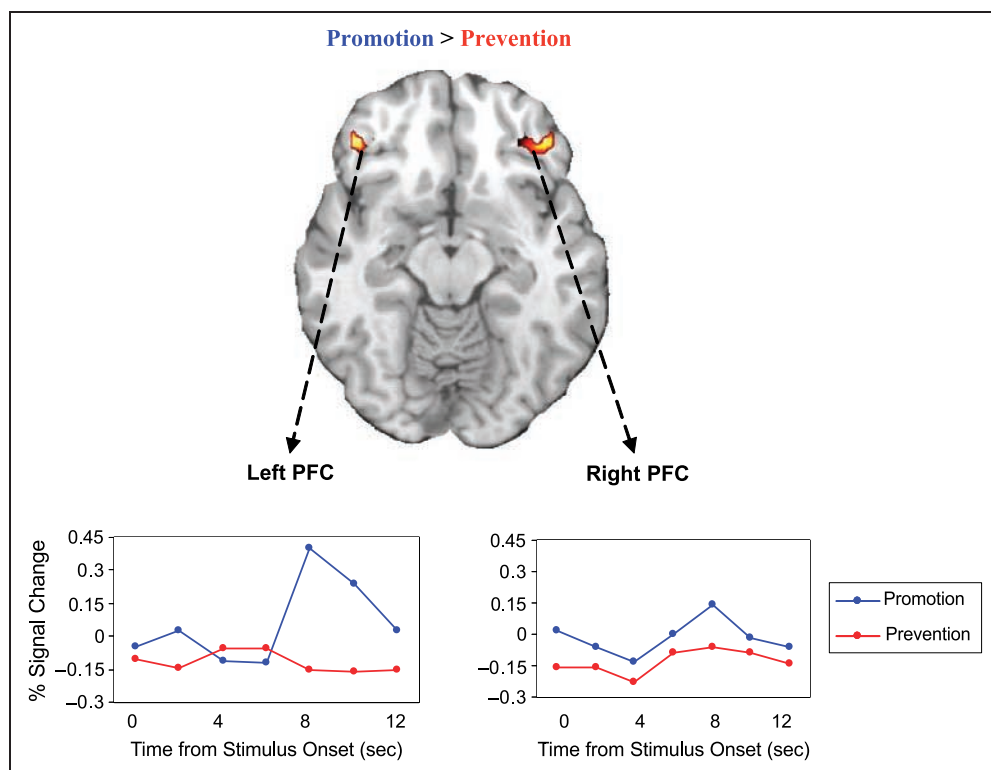 Promotion > Prevention
Left PFC
Right PFC
% Signal Change
0.45
0.3
0.15
0
–0.15
–0.3
0 4 8 12
Time from Stimulus Onset (sec)
0.45
0.3
0.15
0
–0.15
–0.3
0 4 8 12
Time from Stimulus Onset (sec)
Promotion
Prevention